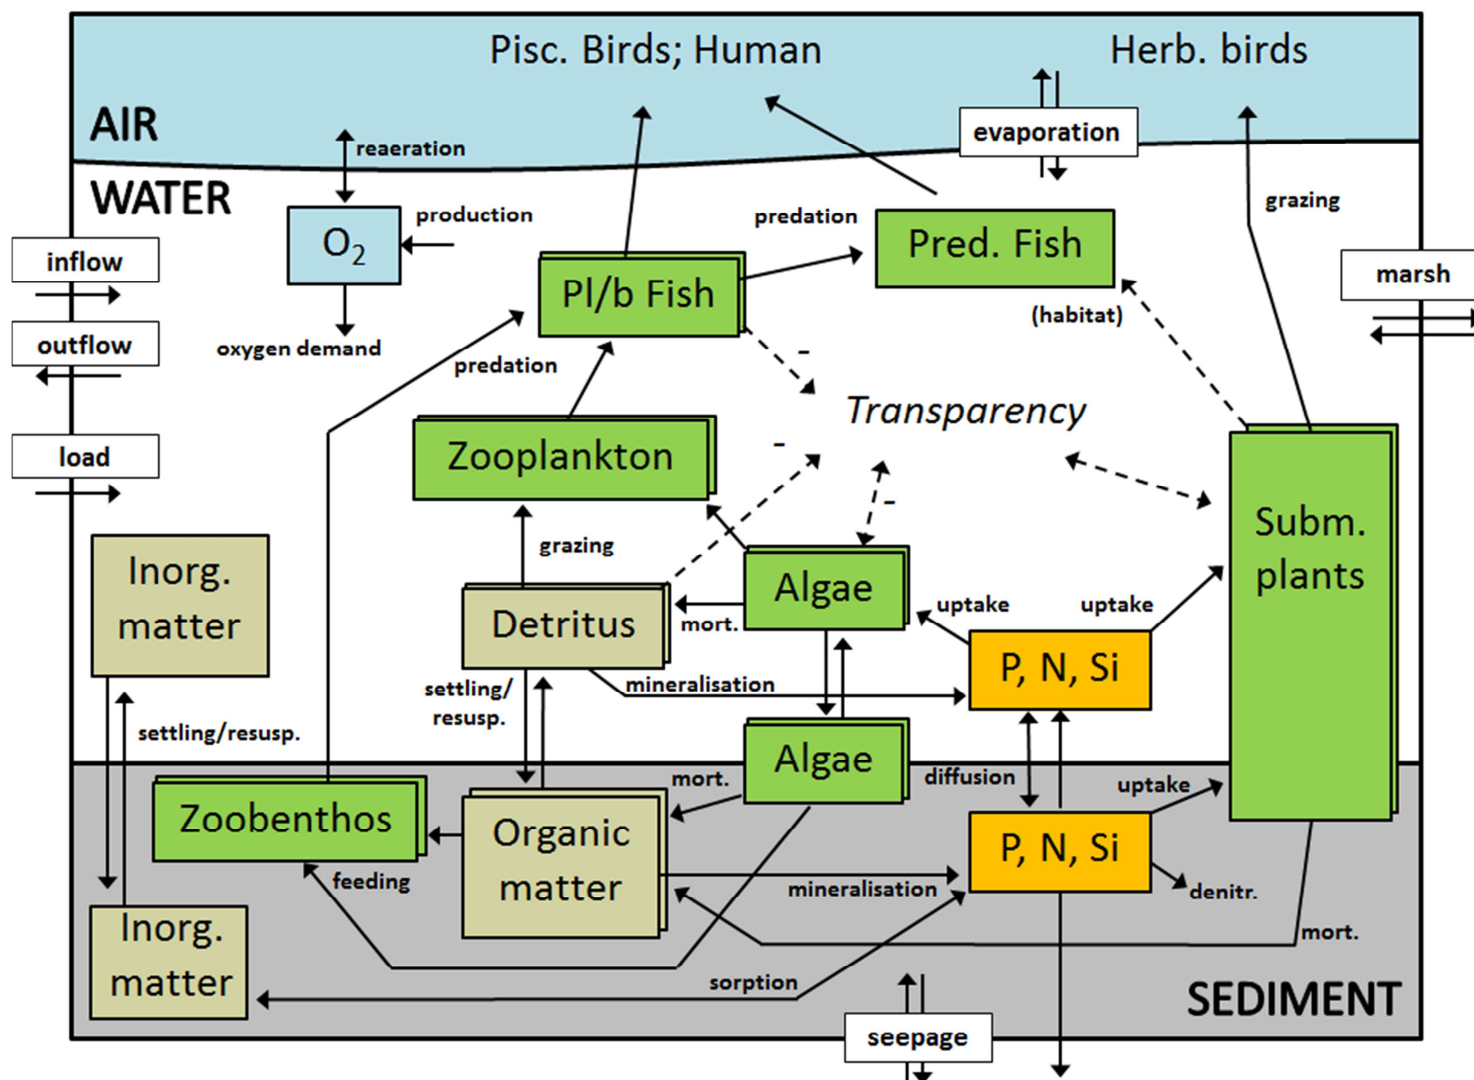 Pisc. Birds; Human
Herb. birds
AIR
evaporation
reaeration
WATER
grazing
production
predation
O2
Pred. Fish
inflow
marsh
Pl/b Fish
(habitat)
outflow
oxygen demand
predation
-
Transparency
load
Zooplankton
-
-
Subm.
plants
grazing
Inorg.
matter
Algae
Detritus
mort.
uptake
uptake
P, N, Si
settling/
resusp.
mineralisation
settling/resusp.
Algae
mort.
diffusion
uptake
Zoobenthos
Organic
matter
P, N, Si
feeding
mineralisation
denitr.
Inorg.
matter
mort.
sorption
SEDIMENT
seepage